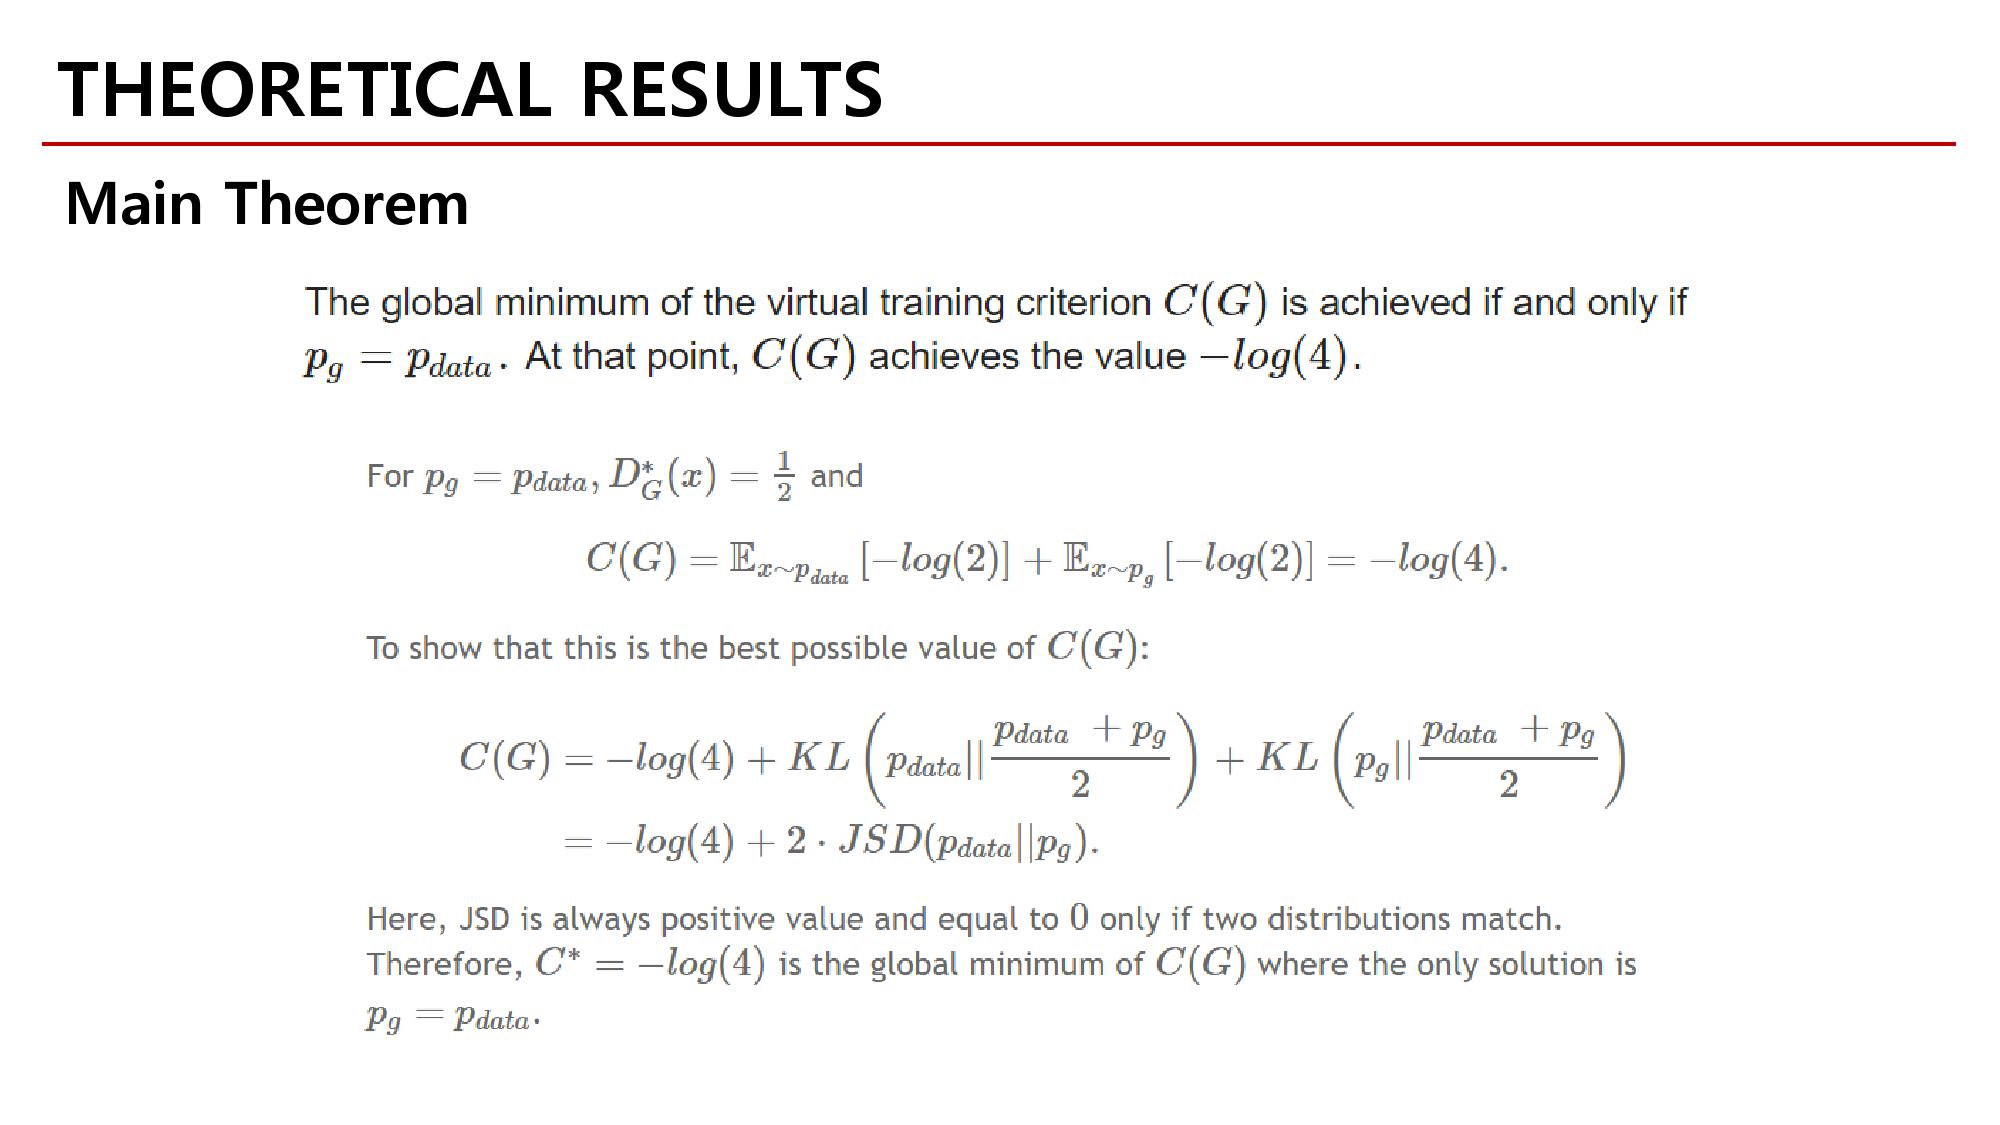 THEORETICAL RESULTS
Main Theorem
The global minimum of the virtual training criterion $C(G)$ is achieved if and only if
$p_g = p_{data}$. At that point, $C(G)$ achieves the value $-log(4)$.
For $p_g = p_{data}, D_G^*(x) = \frac{1}{2}$ and
$C(G) = \mathbb{E}_{x \sim p_{data}}[-log(2)] + \mathbb{E}_{x \sim p_g}[-log(2)] = -log(4).$
To show that this is the best possible value of $C(G)$:
$C(G) = -log(4) + KL\left(p_{data}||\frac{p_{data} + p_g}{2}\right) + KL\left(p_g||\frac{p_{data} + p_g}{2}\right)$
$= -log(4) + 2 \cdot JSD(p_{data}||p_g).$
Here, JSD is always positive value and equal to $0$ only if two distributions match.
Therefore, $C^* = -log(4)$ is the global minimum of $C(G)$ where the only solution is
$p_g = p_{data}.$